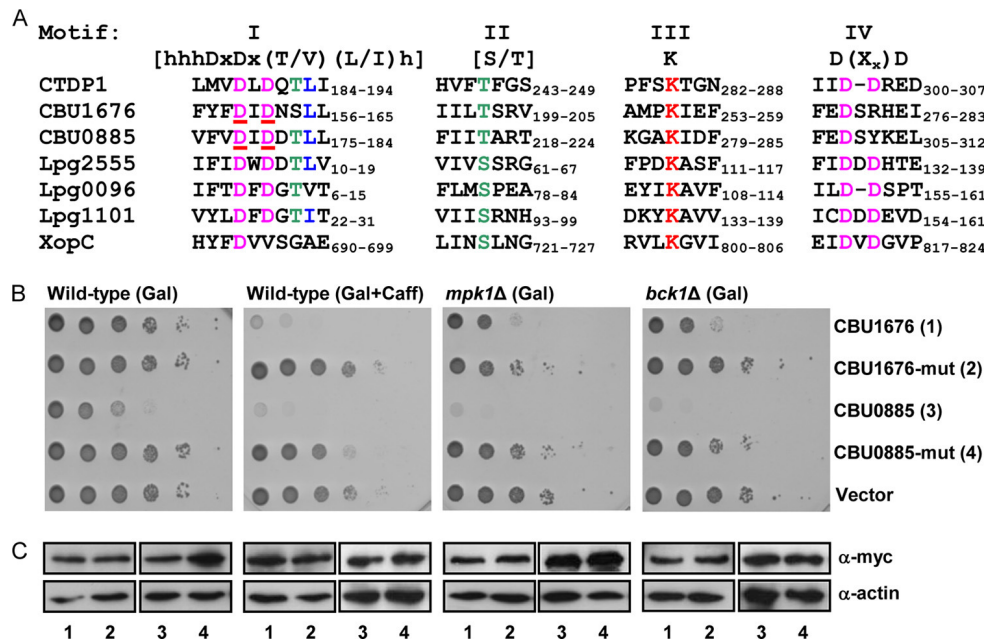 A
Motif: I II III IV
[hhhDxDx(T/V)(L/I)h] [S/T] K D(Xx)D
CTDP1 LMVDLDQTLI184-194 HVFTFGS243-249 PFSKTGN282-288 IID-DRED300-307
CBU1676 FYFDIDNSLL156-165 IILTSRG199-205 AMPKIEF253-259 FEDSRHEI276-283
CBU0885 VFVDIDDTLL175-184 FIITART218-224 KGAKIDF279-285 FEDSYKEL305-312
Lpg2555 IFIDWDDTLV10-19 VIVSSRG61-67 FPDKASF111-117 FIDDDHTE132-139
Lpg0096 IFTDFDGTVT6-15 FLMSPEA78-84 EYIKAVF108-114 ILD-DSPT155-161
Lpg1101 VYLDFDGTIT22-31 VIISRNH93-99 DKYKAVV133-139 ICDDDEVD154-161
XopC HYFDVVSGAE690-699 LINSLNG721-727 RVLKGVI800-806 EIDVDGVP817-824
B
Wild-type (Gal) Wild-type (Gal+Caff) mpk1Δ (Gal) bck1Δ (Gal)
CBU1676 (1)
CBU1676-mut (2)
CBU0885 (3)
CBU0885-mut (4)
Vector
C
α-myc
α-actin
1 2 3 4 1 2 3 4 1 2 3 4 1 2 3 4